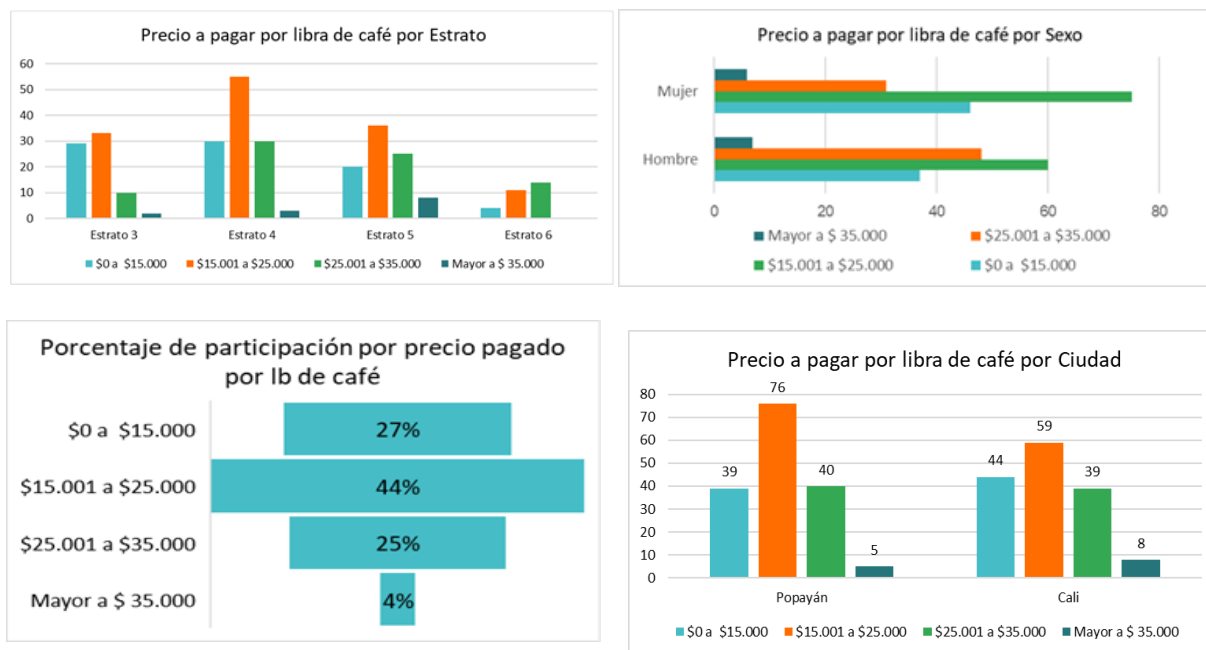 Precio a pagar por libra de café por Estrato
60
50
40
30
20
10
0
Estrato 3 Estrato 4 Estrato 5 Estrato 6
$0 a $15.000 $15.001 a $25.000 $25.001 a $35.000 Mayor a $ 35.000
Precio a pagar por libra de café por Sexo
Mujer
Hombre
0 20 40 60 80
Mayor a $ 35.000 $25.001 a $35.000
$15.001 a $25.000 $0 a $15.000
Porcentaje de participación por precio pagado
por lb de café
$0 a $15.000 27%
$15.001 a $25.000 44%
$25.001 a $35.000 25%
Mayor a $ 35.000 4%
Precio a pagar por libra de café por Ciudad
80
70
60
50
40
30
20
10
0
39 76 40 5 44 59 39 8
Popayán Cali
$0 a $15.000 $15.001 a $25.000 $25.001 a $35.000 Mayor a $ 35.000